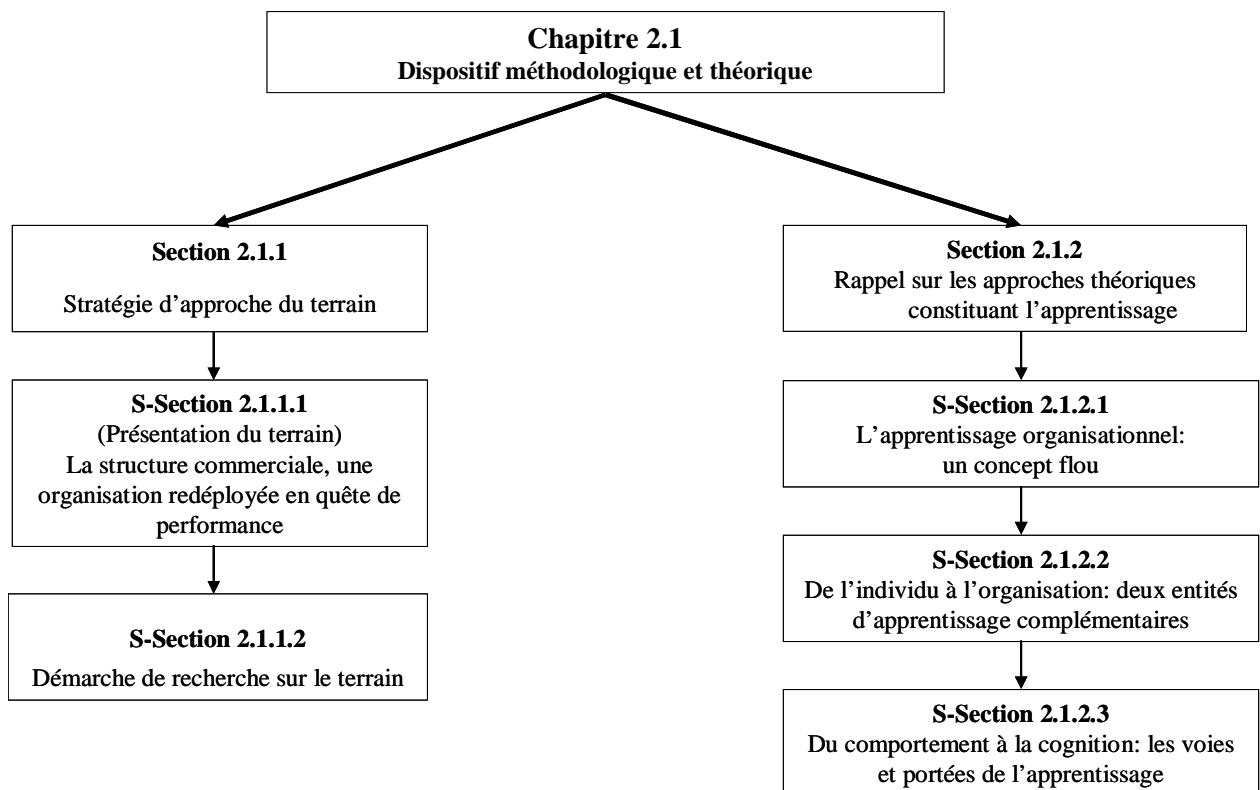 Chapitre 2.1
Dispositif méthodologique et théorique
Section 2.1.1
Stratégie d’approche du terrain
S-Section 2.1.1.1
(Présentation du terrain)
La structure commerciale, une
organisation redéployée en quête de
performance
S-Section 2.1.1.2
Démarche de recherche sur le terrain
Section 2.1.2
Rappel sur les approches théoriques
constituant l’apprentissage
S-Section 2.1.2.1
L’apprentissage organisationnel:
un concept flou
S-Section 2.1.2.2
De l’individu à l’organisation: deux entités
d’apprentissage complémentaires
S-Section 2.1.2.3
Du comportement à la cognition: les voies
et portées de l’apprentissage